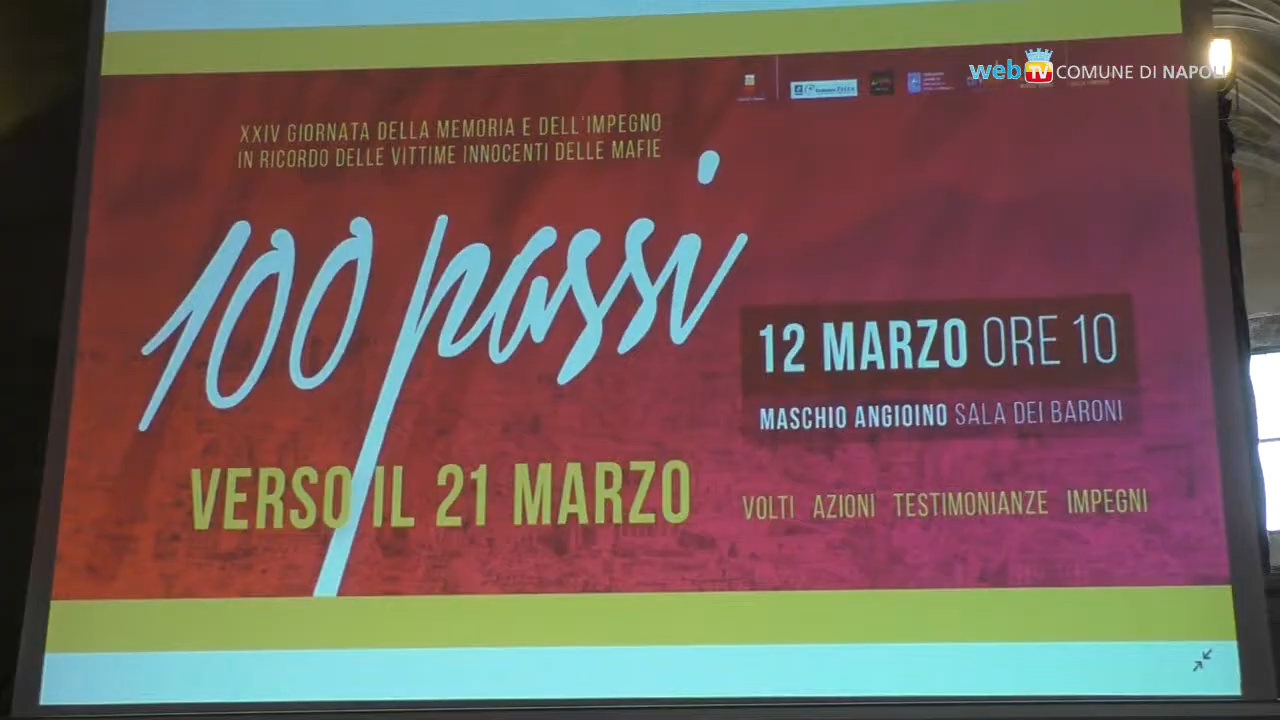 web TV COMUNE DI NAPOLI
XXIV GIORNATA DELLA MEMORIA E DELL'IMPEGNO
IN RICORDO DELLE VITTIME INNOCENTI DELLE MAFIE
100 passi
VERSO IL 21 MARZO
12 MARZO ORE 10
MASCHIO ANGIOINO SALA DEI BARONI
VOLTI AZIONI TESTIMONIANZE IMPEGNI